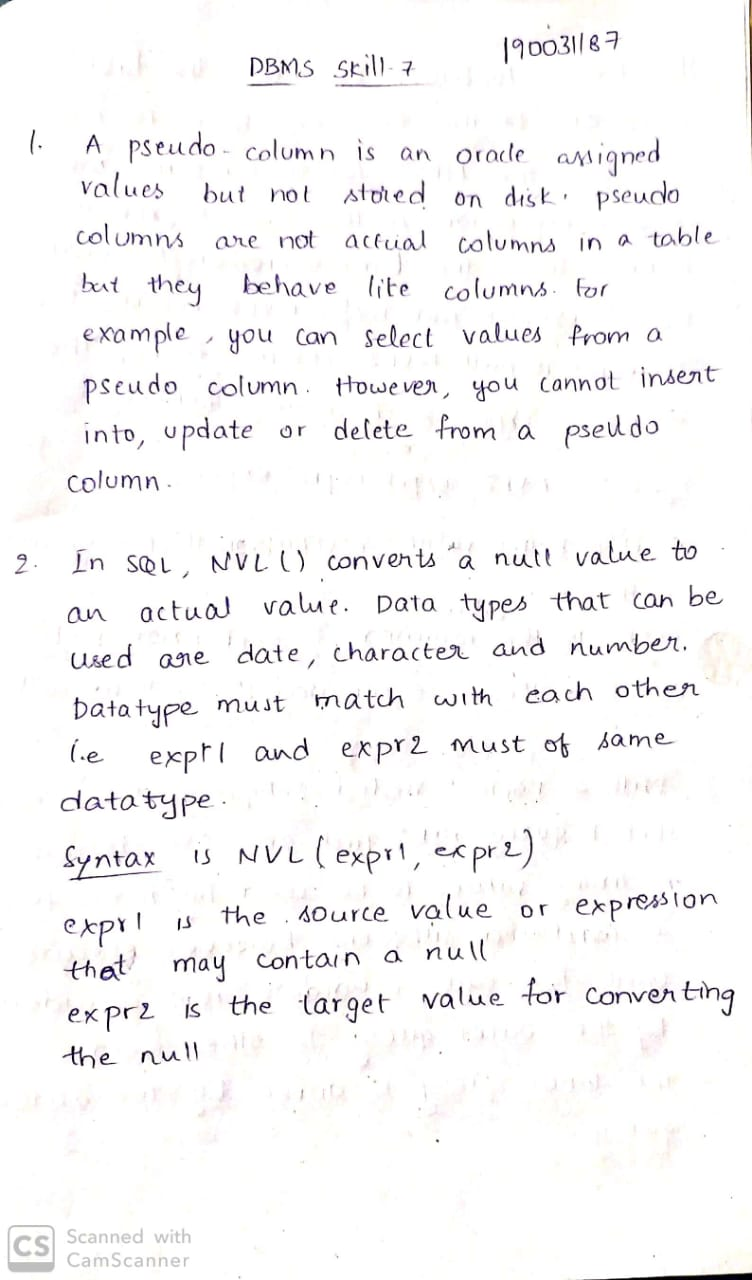 190031187
DBMS Skill-7
1. A pseudo-column is an oracle assigned
values but not stored on disk. pseudo
columns are not actual columns in a table
but they behave like columns. for
example, you can select values from a
pseudo column. However, you cannot insert
into, update or delete from a pseudo
column.
2. In SQL, NVL() converts a null value to
an actual value. Data types that can be
used are date, character and number.
Datatype must match with each other
i.e expr1 and expr2 must of same
datatype.
Syntax is NVL (expr1, expr2)
expr1 is the source value or expression
that may contain a null
expr2 is the target value for converting
the null
CS Scanned with
CamScanner